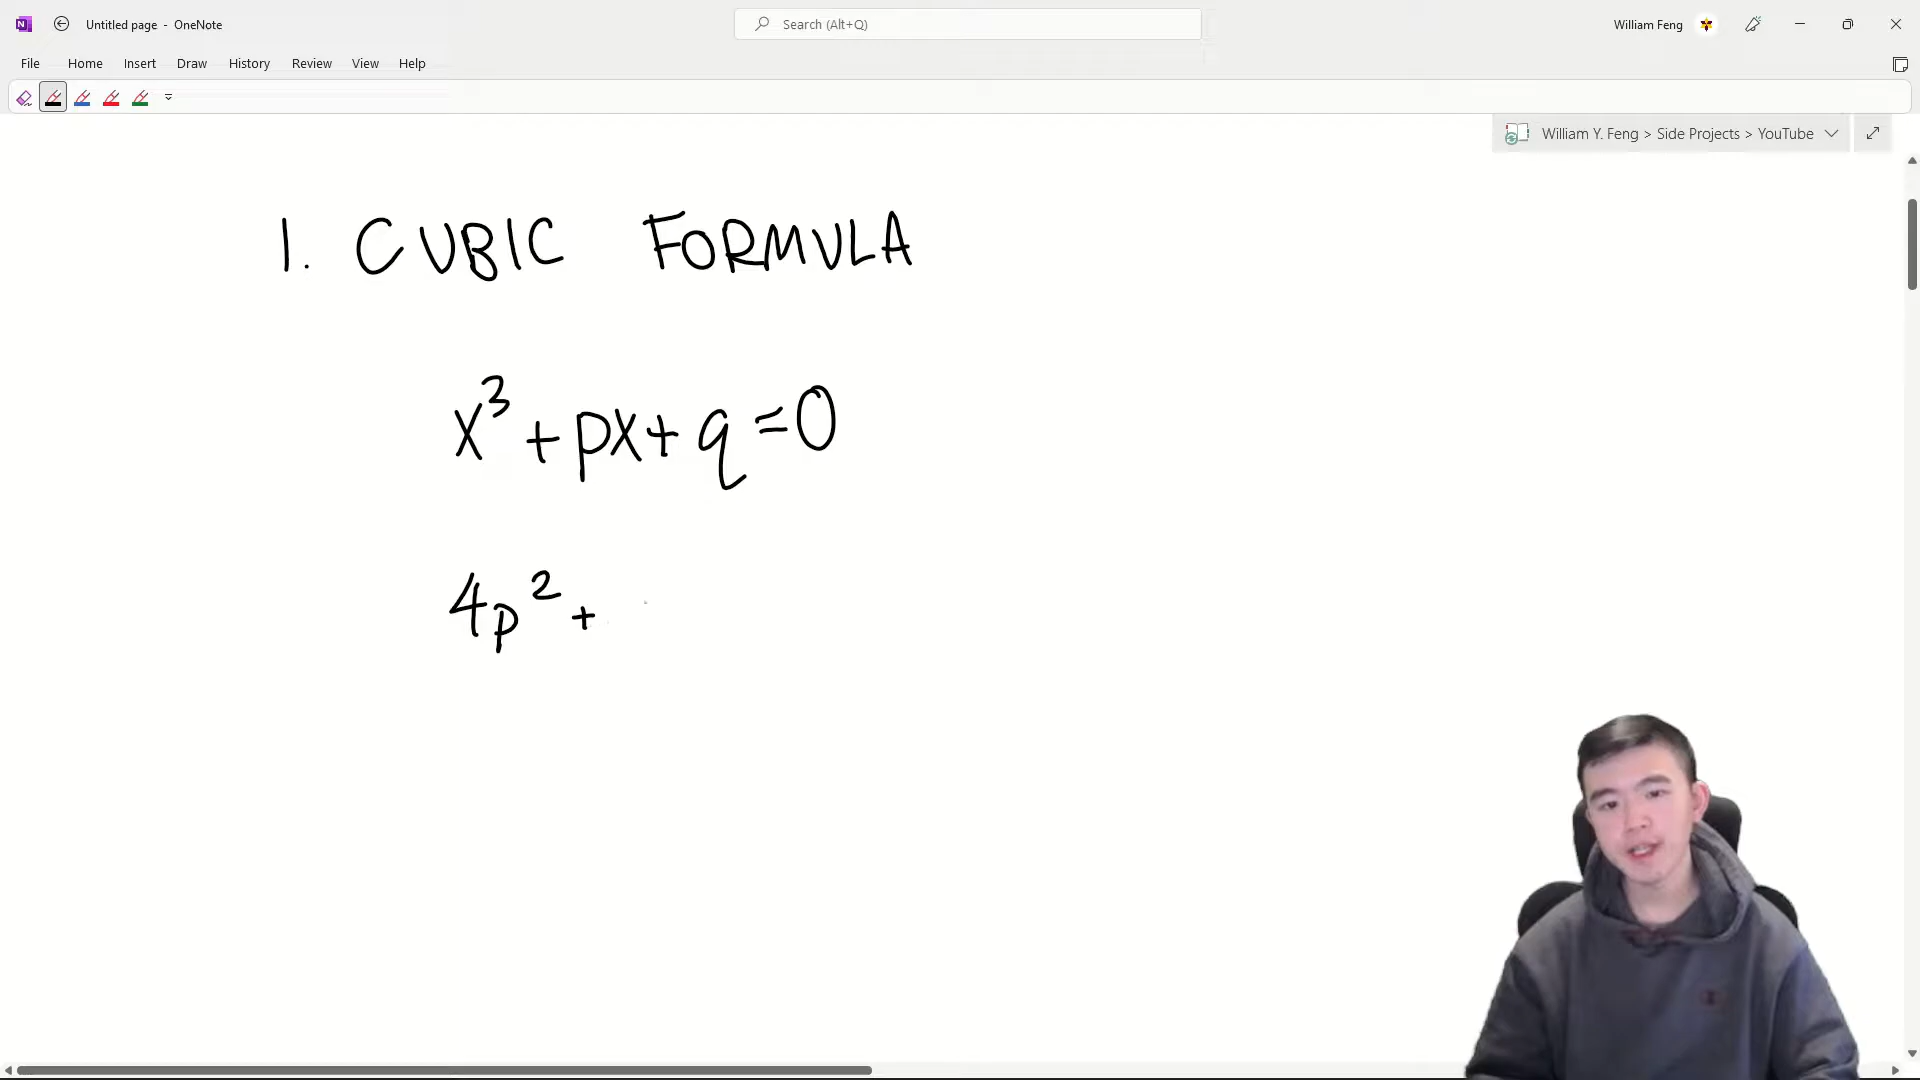 Untitled page - OneNote
Search (Alt+Q)
William Feng
File Home Insert Draw History Review View Help
William Y. Feng > Side Projects > YouTube
1. CUBIC FORMULA
x³+px+q=0
4p²+